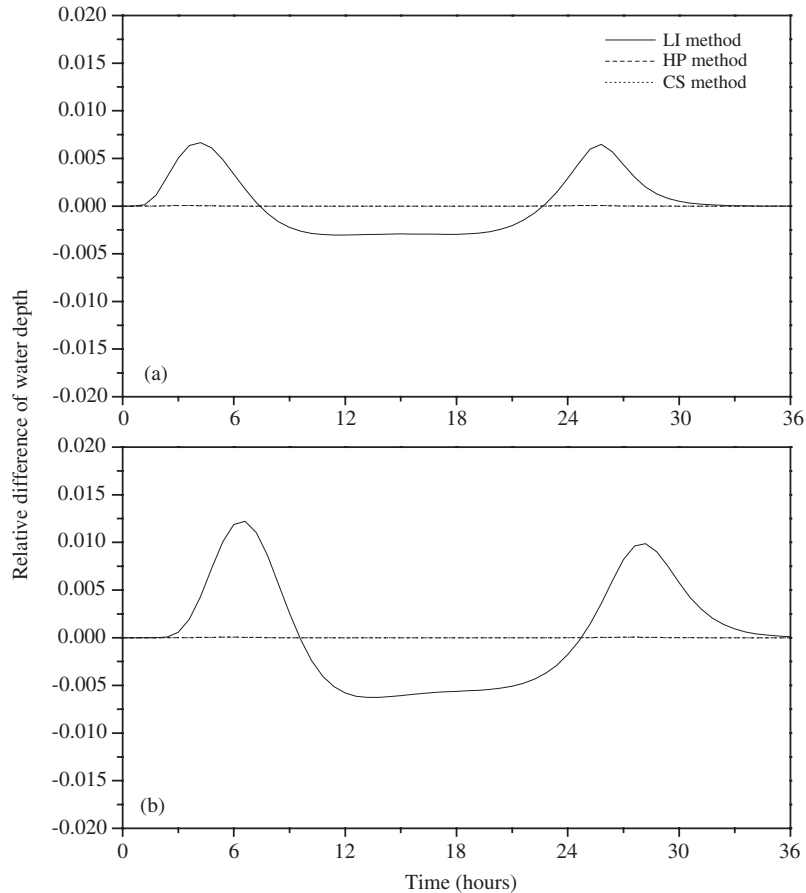 0.020
0.015
0.010
0.005
0.000
-0.005
-0.010
-0.015
-0.020
LI method
HP method
CS method
(a)
0 6 12 18 24 30 36
Relative difference of water depth
0.020
0.015
0.010
0.005
0.000
-0.005
-0.010
-0.015
-0.020
(b)
0 6 12 18 24 30 36
Time (hours)